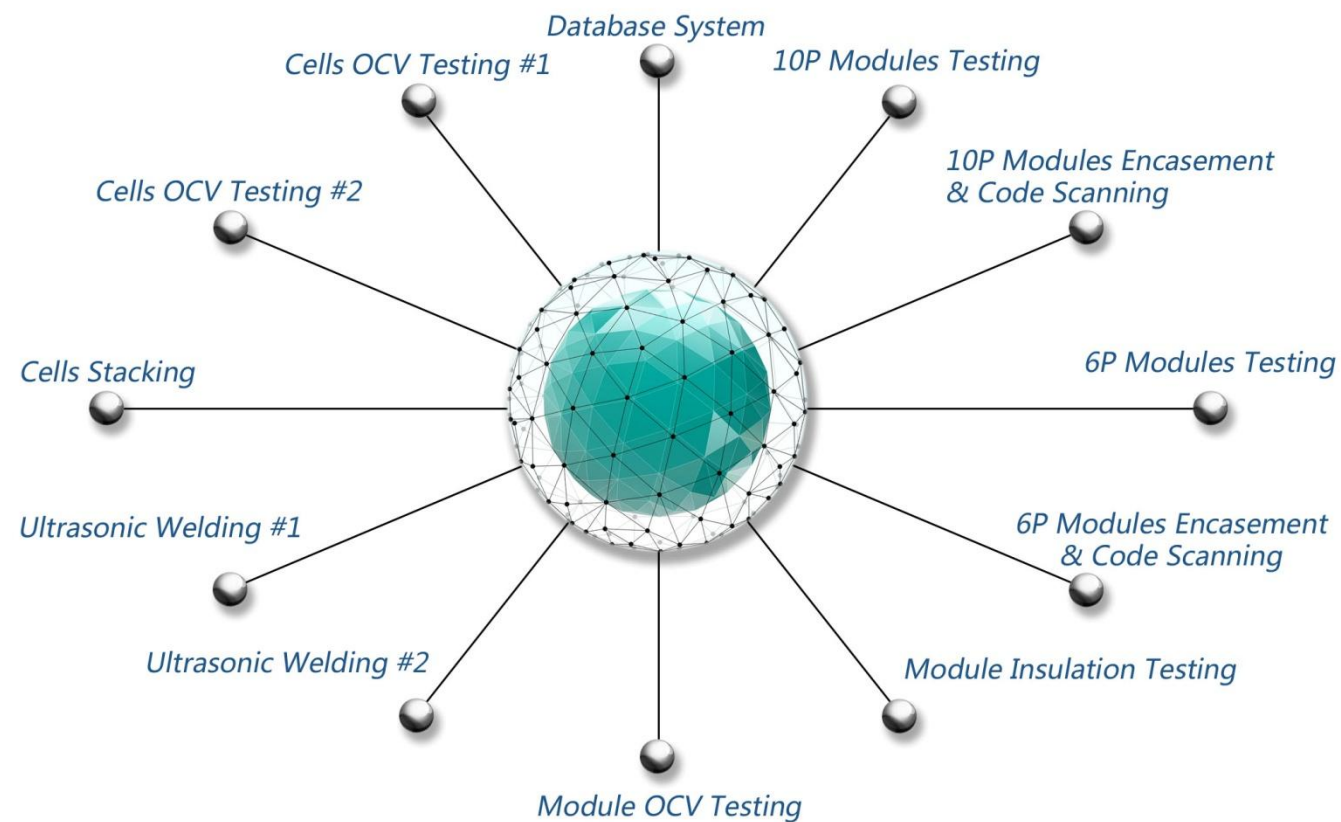 Database System
Cells OCV Testing #1
10P Modules Testing
Cells OCV Testing #2
10P Modules Encasement
& Code Scanning
Cells Stacking
6P Modules Testing
Ultrasonic Welding #1
6P Modules Encasement
& Code Scanning
Ultrasonic Welding #2
Module Insulation Testing
Module OCV Testing